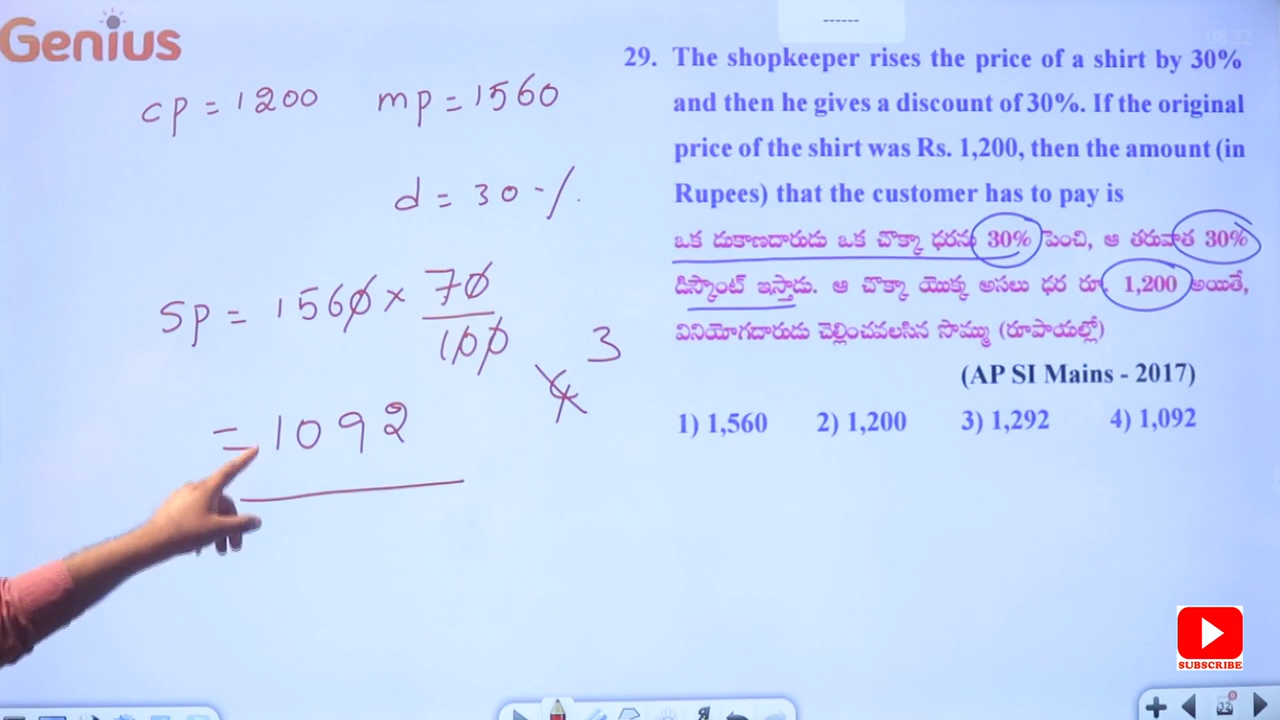 Genius
------
08:32
cp = 1200 mp = 1560
d = 30 %.
SP = 1560 × 70
100
3
4
= 1092
29. The shopkeeper rises the price of a shirt by 30%
and then he gives a discount of 30%. If the original
price of the shirt was Rs. 1,200, then the amount (in
Rupees) that the customer has to pay is
ఒక దుకాణదారుడు ఒక చొక్కా ధరను 30% పెంచి, ఆ తరువాత 30%
డిస్కౌంట్ ఇస్తాడు. ఆ చొక్కా యొక్క అసలు ధర రూ. 1,200 అయితే,
వినియోగదారుడు చెల్లించవలసిన సొమ్ము (రూపాయల్లో)
(AP SI Mains - 2017)
1) 1,560 2) 1,200 3) 1,292 4) 1,092
SUBSCRIBE
32